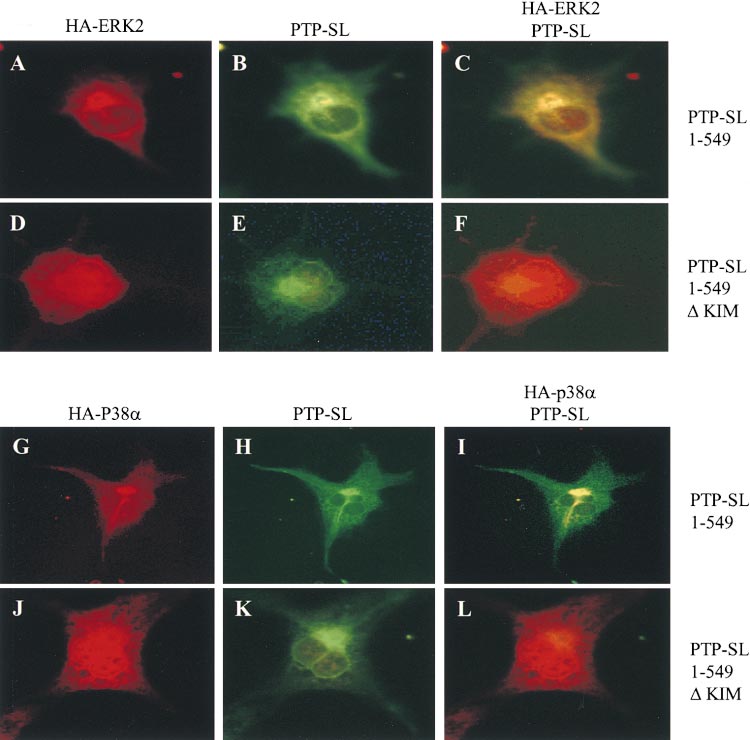 HA-ERK2
PTP-SL
HA-ERK2
PTP-SL
A
B
C
PTP-SL
1-549
D
E
F
PTP-SL
1-549
Δ KIM
HA-P38α
PTP-SL
HA-p38α
PTP-SL
G
H
I
PTP-SL
1-549
J
K
L
PTP-SL
1-549
Δ KIM